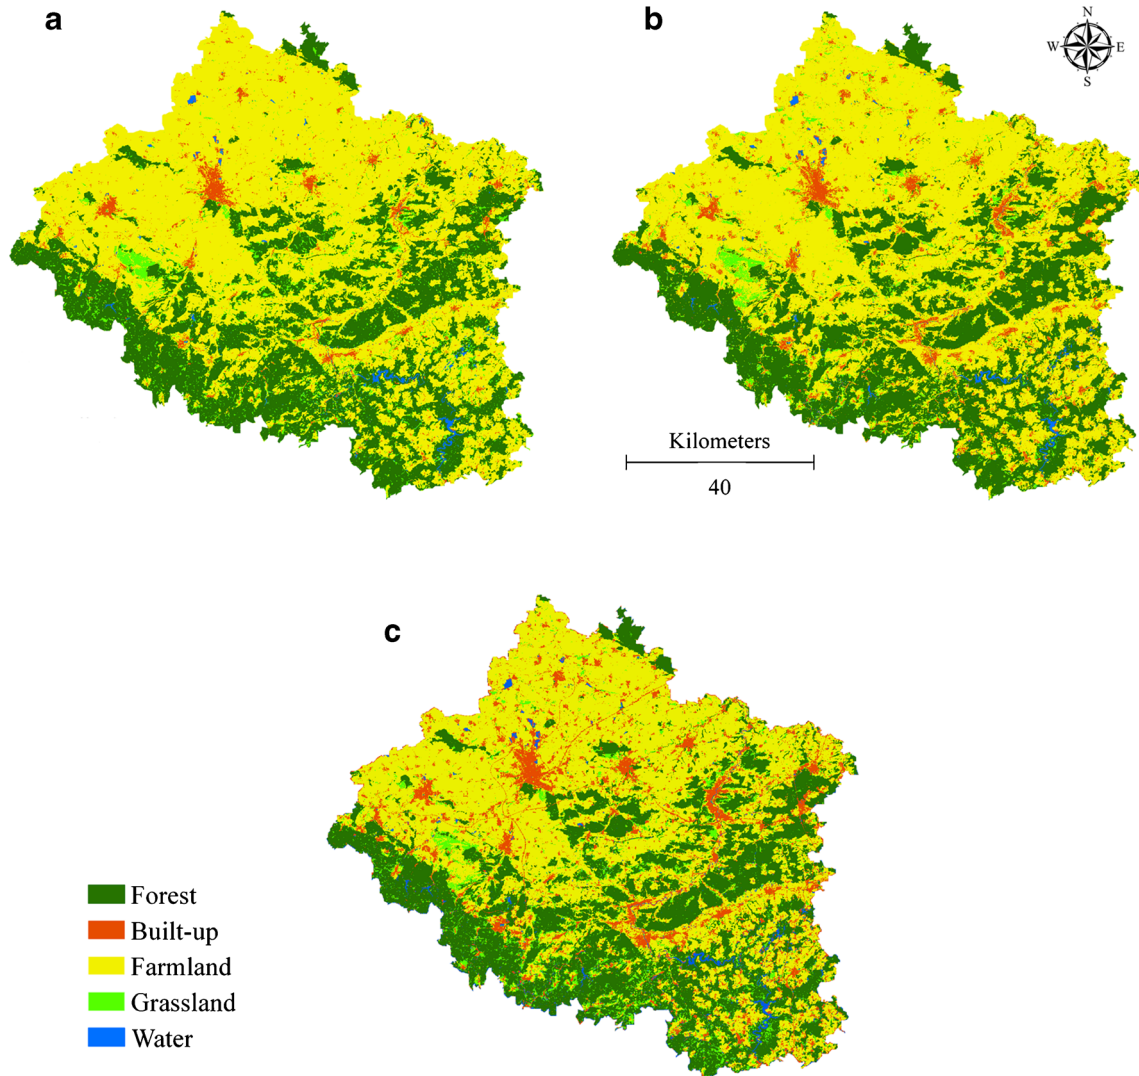 a
b
N
W
E
S
Kilometers
40
c
Forest
Built-up
Farmland
Grassland
Water